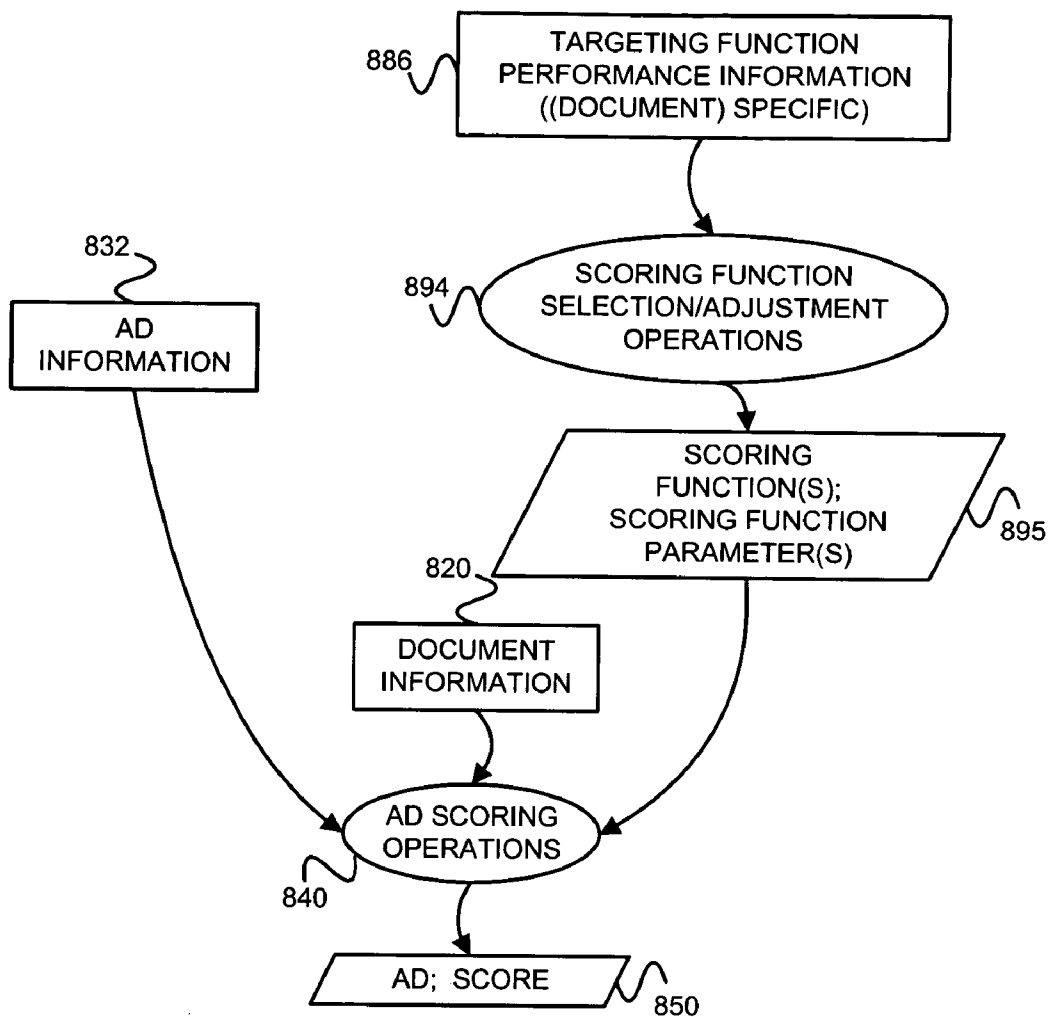 886
TARGETING FUNCTION
PERFORMANCE INFORMATION
((DOCUMENT) SPECIFIC)
832
894
SCORING FUNCTION
SELECTION/ADJUSTMENT
OPERATIONS
AD
INFORMATION
SCORING
FUNCTION(S);
SCORING FUNCTION
PARAMETER(S)
895
820
DOCUMENT
INFORMATION
AD SCORING
OPERATIONS
840
AD; SCORE
850